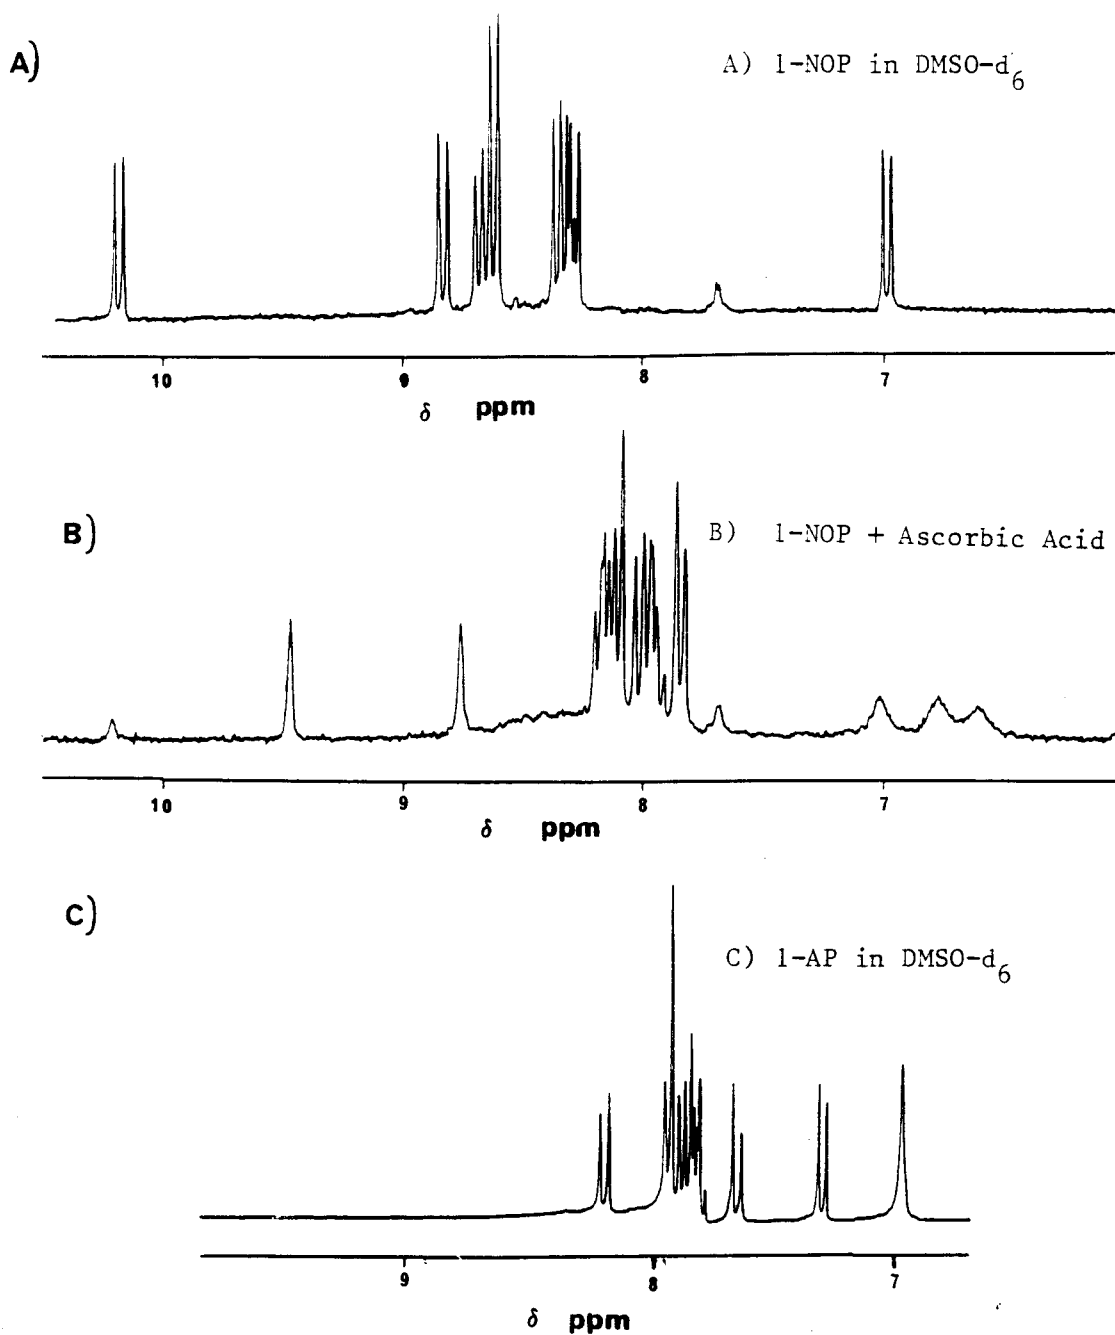 A)
A) 1-NOP in DMSO-d6
10 9 8 7
δ ppm
B)
B) 1-NOP + Ascorbic Acid
10 9 8 7
δ ppm
C)
C) 1-AP in DMSO-d6
9 8 7
δ ppm